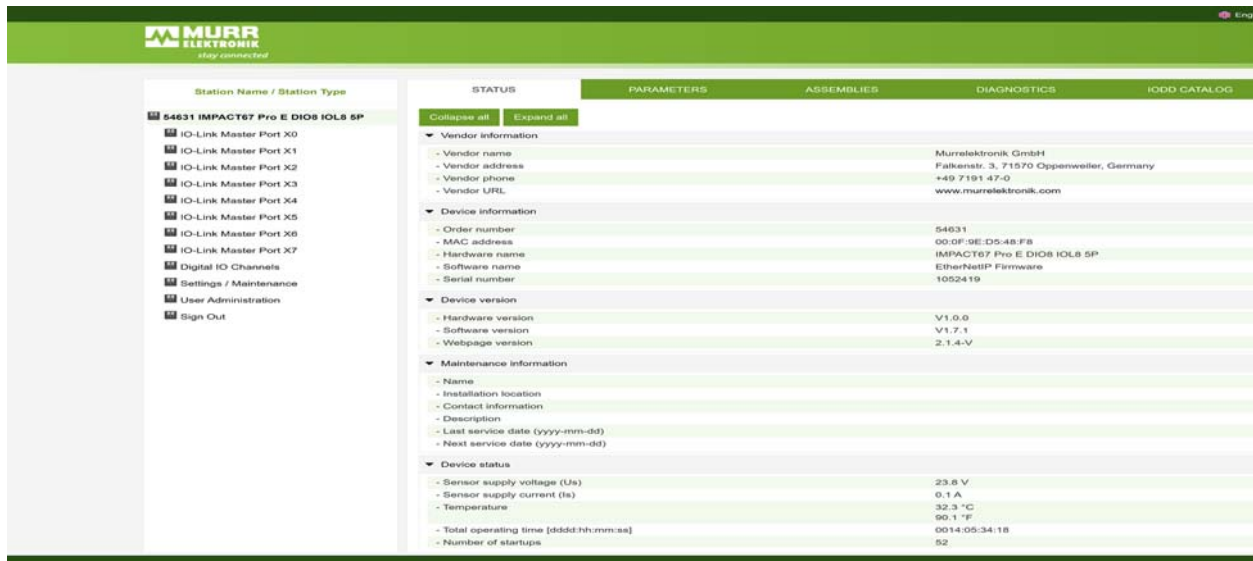 Eng
MURR
ELEKTRONIK
stay connected
Station Name / Station Type
54631 IMPACT67 Pro E DIO8 IOL8 5P
IO-Link Master Port X0
IO-Link Master Port X1
IO-Link Master Port X2
IO-Link Master Port X3
IO-Link Master Port X4
IO-Link Master Port X5
IO-Link Master Port X6
IO-Link Master Port X7
Digital IO Channels
Settings / Maintenance
User Administration
Sign Out
STATUS PARAMETERS ASSEMBLIES DIAGNOSTICS IODD CATALOG
Collapse all Expand all
Vendor information
- Vendor name Murrelektronik GmbH
- Vendor address Falkenstr. 3, 71570 Oppenweiler, Germany
- Vendor phone +49 7191 47-0
- Vendor URL www.murrelektronik.com
Device information
- Order number 54631
- MAC address 00:0F:9E:D5:48:F8
- Hardware name IMPACT67 Pro E DIO8 IOL8 5P
- Software name EtherNetIP Firmware
- Serial number 1052419
Device version
- Hardware version V1.0.0
- Software version V1.7.1
- Webpage version 2.1.4-V
Maintenance information
- Name
- Installation location
- Contact information
- Description
- Last service date (yyyy-mm-dd)
- Next service date (yyyy-mm-dd)
Device status
- Sensor supply voltage (Us) 23.8 V
- Sensor supply current (Is) 0.1 A
- Temperature 32.3 °C
90.1 °F
- Total operating time [dddd:hh:mm:ss] 0014:05:34:18
- Number of startups 52